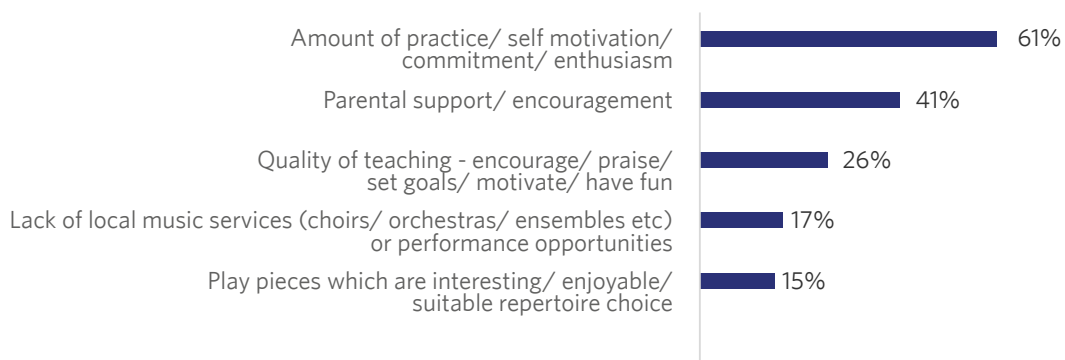 Amount of practice/ self motivation/
commitment/ enthusiasm
61%
Parental support/ encouragement
41%
Quality of teaching - encourage/ praise/
set goals/ motivate/ have fun
26%
Lack of local music services (choirs/ orchestras/ ensembles etc)
or performance opportunities
17%
Play pieces which are interesting/ enjoyable/
suitable repertoire choice
15%